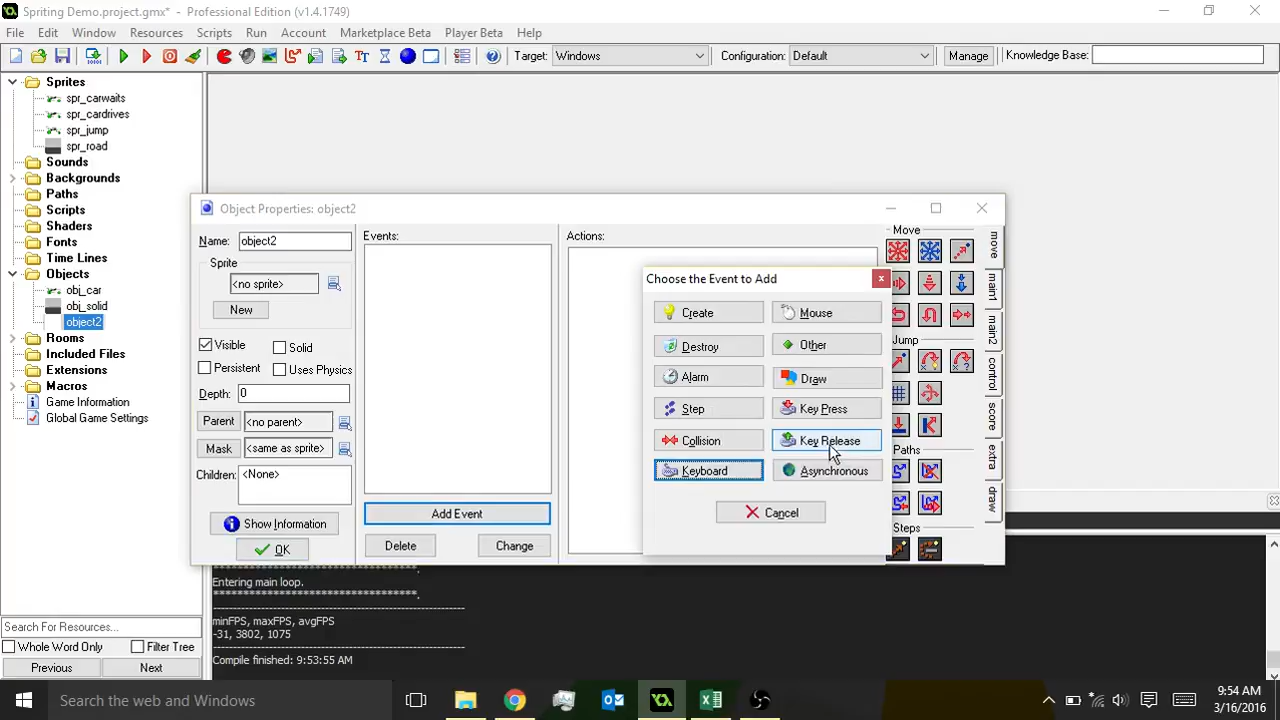 Spriting Demo.project.gmx* - Professional Edition (v1.4.1749)
File Edit Window Resources Scripts Run Account Marketplace Beta Player Beta Help
Target: Windows Configuration: Default Manage Knowledge Base:
Sprites
spr_carwaits
spr_cardrives
spr_jump
spr_road
Sounds
Backgrounds
Paths
Scripts
Shaders
Fonts
Time Lines
Objects
obj_car
obj_solid
object2
Rooms
Included Files
Extensions
Macros
Game Information
Global Game Settings
Search For Resources...
Whole Word Only Filter Tree
Previous Next
Object Properties: object2
Name: object2
Sprite
<no sprite>
New
Visible Solid
Persistent Uses Physics
Depth: 0
Parent <no parent>
Mask <same as sprite>
Children: <None>
Show Information
OK
Events:
Add Event
Delete Change
Actions:
Choose the Event to Add
Create Mouse
Destroy Other
Alarm Draw
Step Key Press
Collision Key Release
Keyboard Asynchronous
Cancel
Move
Jump
Paths
Steps
move
main1
main2
control
score
extra
draw
******************************************.
Entering main loop.
******************************************.
minFPS, maxFPS, avgFPS
-31, 3802, 1075
Compile finished: 9:53:55 AM
Search the web and Windows
9:54 AM
3/16/2016